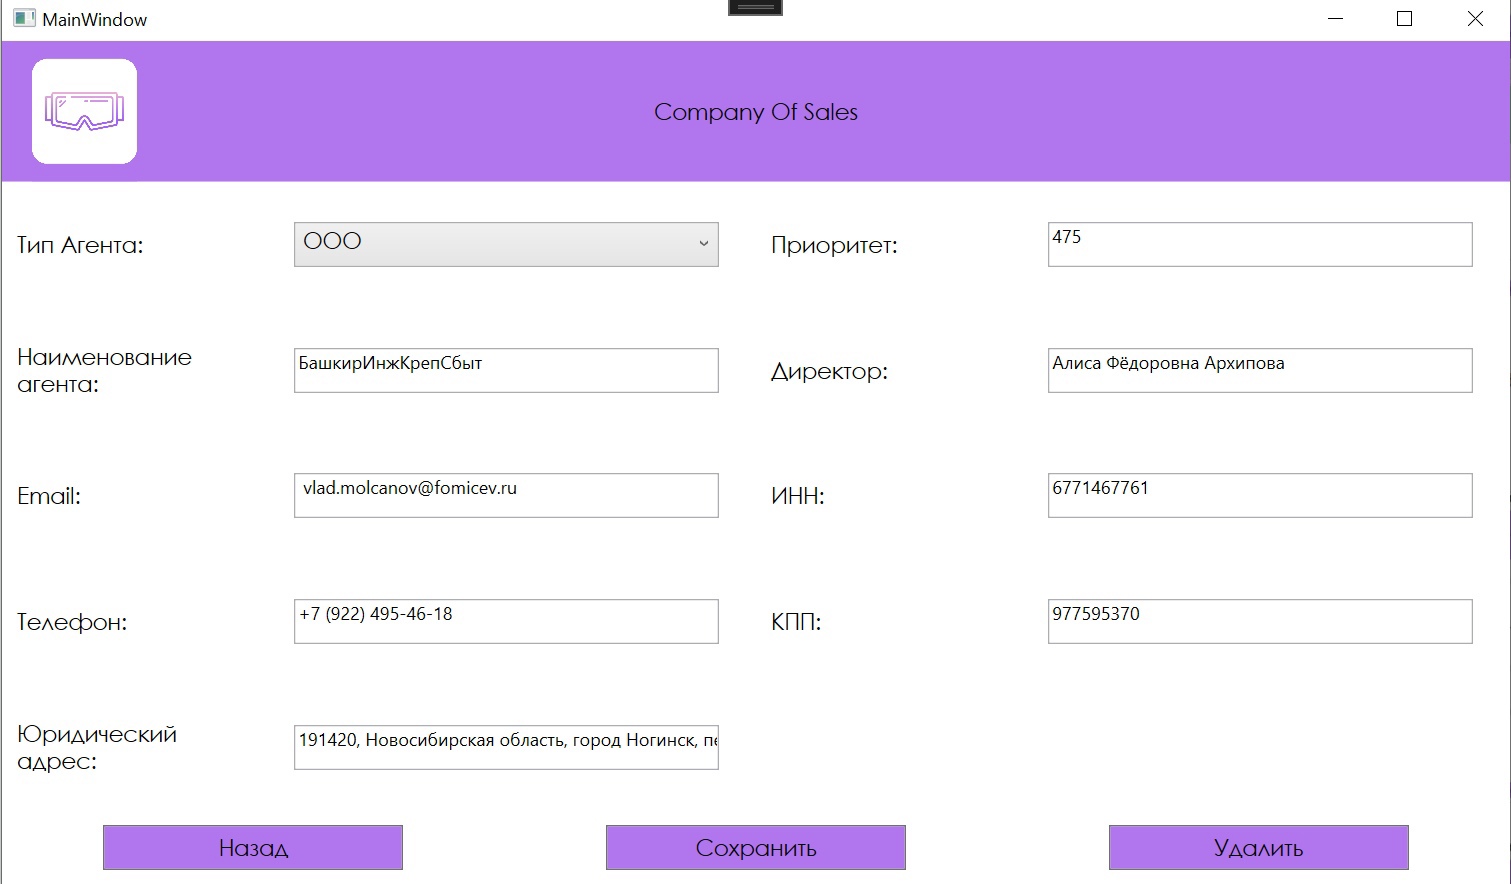 MainWindow
Company Of Sales
Тип Агента:
ООО
Приоритет:
475
Наименование
агента:
БашкирИнжКрепСбыт
Директор:
Алиса Фёдоровна Архипова
Email:
vlad.molcanov@fomicev.ru
ИНН:
6771467761
Телефон:
+7 (922) 495-46-18
КПП:
977595370
Юридический
адрес:
191420, Новосибирская область, город Ногинск,
Назад
Сохранить
Удалить